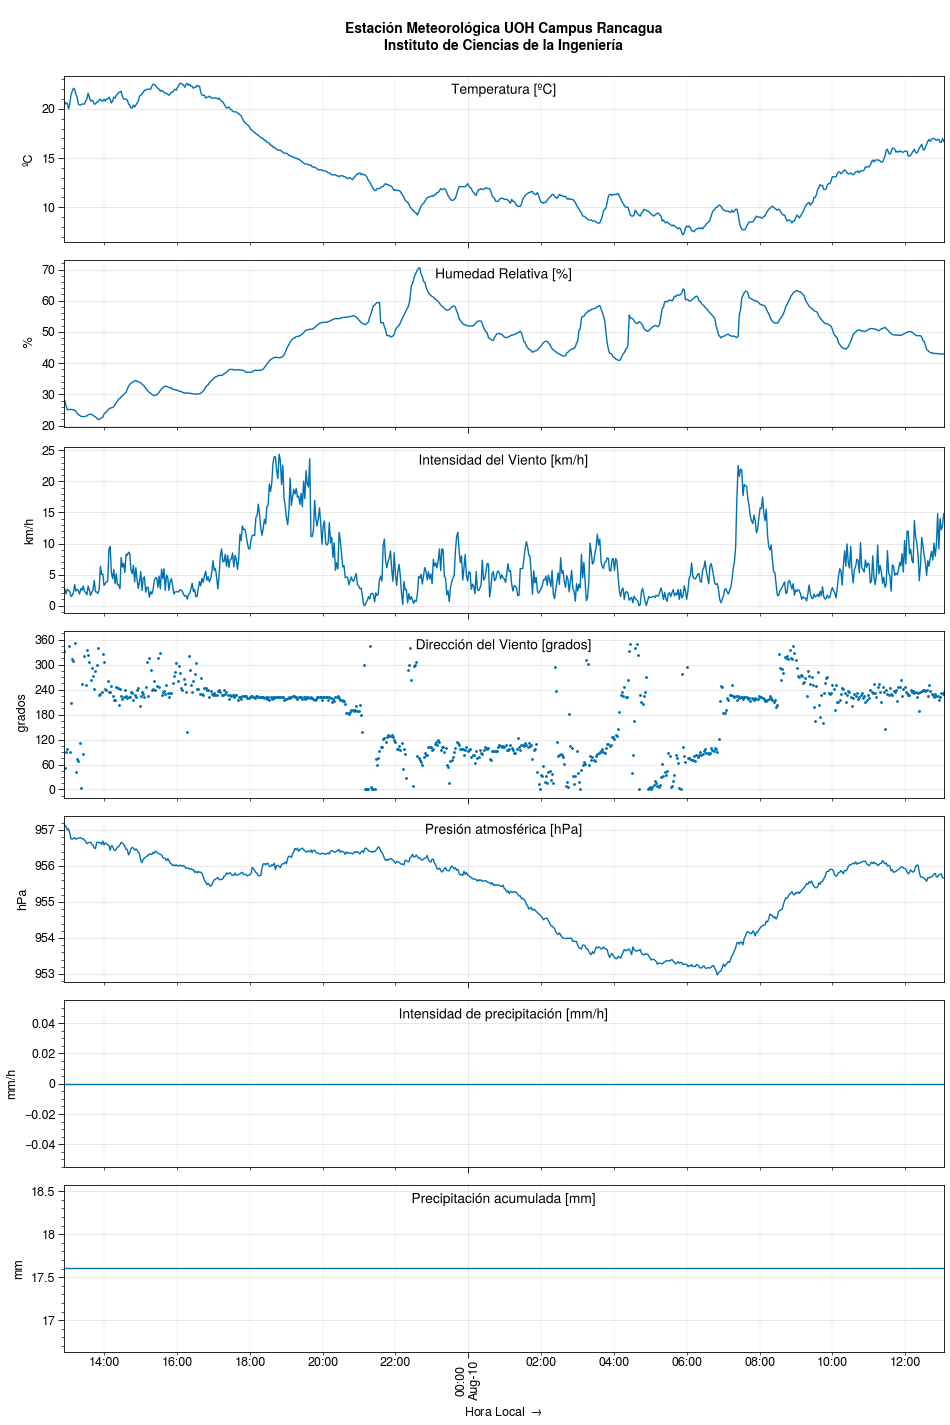 Estación Meteorológica UOH Campus Rancagua
Instituto de Ciencias de la Ingeniería
Temperatura [ºC]
ºC
20
15
10
Humedad Relativa [%]
%
70
60
50
40
30
20
Intensidad del Viento [km/h]
km/h
25
20
15
10
5
0
Dirección del Viento [grados]
grados
360
300
240
180
120
60
0
Presión atmosférica [hPa]
hPa
957
956
955
954
953
Intensidad de precipitación [mm/h]
mm/h
0.04
0.02
0
−0.02
−0.04
Precipitación acumulada [mm]
mm
18.5
18
17.5
17
14:00 16:00 18:00 20:00 22:00 00:00 02:00 04:00 06:00 08:00 10:00 12:00
Aug-10
Hora Local →